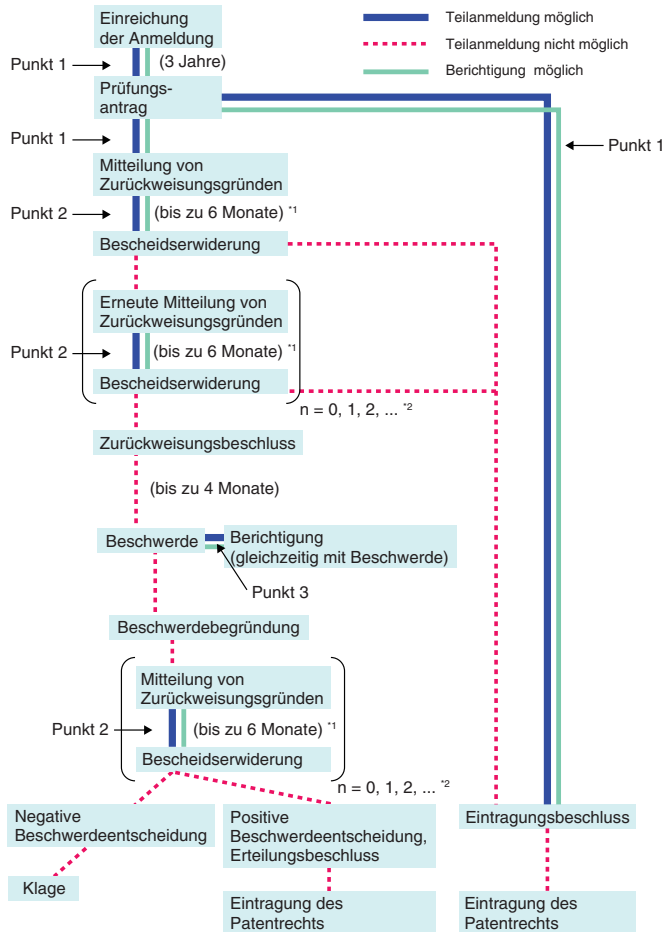 Einreichung
der Anmeldung
Teilanmeldung möglich
Teilanmeldung nicht möglich
Berichtigung möglich
Punkt 1
(3 Jahre)
Prüfungs-
antrag
Punkt 1
Punkt 1
Mitteilung von
Zurückweisungsgründen
Punkt 2
(bis zu 6 Monate) *1
Bescheidserwiderung
Erneute Mitteilung von
Zurückweisungsgründen
Punkt 2
(bis zu 6 Monate) *1
Bescheidserwiderung
n = 0, 1, 2, ... *2
Zurückweisungsbeschluss
(bis zu 4 Monate)
Beschwerde
Berichtigung
(gleichzeitig mit Beschwerde)
Punkt 3
Beschwerdebegründung
Mitteilung von
Zurückweisungsgründen
Punkt 2
(bis zu 6 Monate) *1
Bescheidserwiderung
n = 0, 1, 2, ... *2
Negative
Beschwerdeentscheidung
Positive
Beschwerdeentscheidung,
Erteilungsbeschluss
Eintragungsbeschluss
Klage
Eintragung des
Patentrechts
Eintragung des
Patentrechts